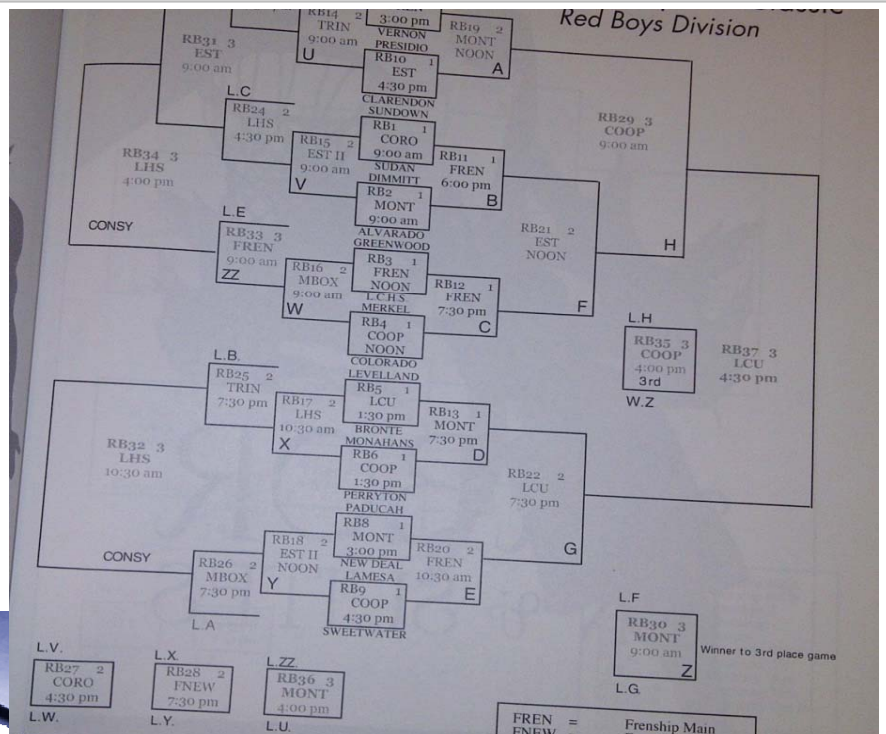 Red Boys Division
RB14 2
TRIN
9:00 am
U
3:00 pm
VERNON
PRESIDIO
RB19 2
MONT
NOON
A
RB31 3
EST
9:00 am
RB10 1
EST
4:30 pm
CLARENDON
SUNDOWN
RB29 3
COOP
9:00 am
L.C
RB24 2
LHS
4:30 pm
RB15 2
EST II
9:00 am
V
RB1 1
CORO
9:00 am
SUDAN
DIMMITT
RB11 1
FREN
6:00 pm
B
RB34 3
LHS
4:00 pm
CONSY
RB2 1
MONT
9:00 am
ALVARADO
GREENWOOD
RB21 2
EST
NOON
F
H
L.E
RB33 3
FREN
9:00 am
ZZ
RB16 2
MBOX
9:00 am
W
RB3 1
FREN
NOON
L.C.H.S.
MERKEL
RB12 1
FREN
7:30 pm
C
RB4 1
COOP
NOON
COLORADO
LEVELLAND
L.H
RB35 3
COOP
4:00 pm
3rd
W.Z
RB37 3
LCU
4:30 pm
L.B.
RB25 2
TRIN
7:30 pm
RB17 2
LHS
10:30 am
X
RB5 1
LCU
1:30 pm
BRONTE
MONAHANS
RB13 1
MONT
7:30 pm
D
RB32 3
LHS
10:30 am
CONSY
RB6 1
COOP
1:30 pm
PERRYTON
PADUCAH
RB22 2
LCU
7:30 pm
G
RB18 2
EST II
NOON
Y
RB8 1
MONT
3:00 pm
NEW DEAL
LAMESA
RB20 2
FREN
10:30 am
E
RB26 2
MBOX
7:30 pm
L.A
RB9 1
COOP
4:30 pm
SWEETWATER
L.F
RB30 3
MONT
9:00 am
Z
Winner to 3rd place game
L.G.
L.V.
RB27 2
CORO
4:30 pm
L.W.
L.X.
RB28 2
FNEW
7:30 pm
L.Y.
L.ZZ.
RB36 3
MONT
4:00 pm
L.U.
FREN = Frenship Main
FNEW